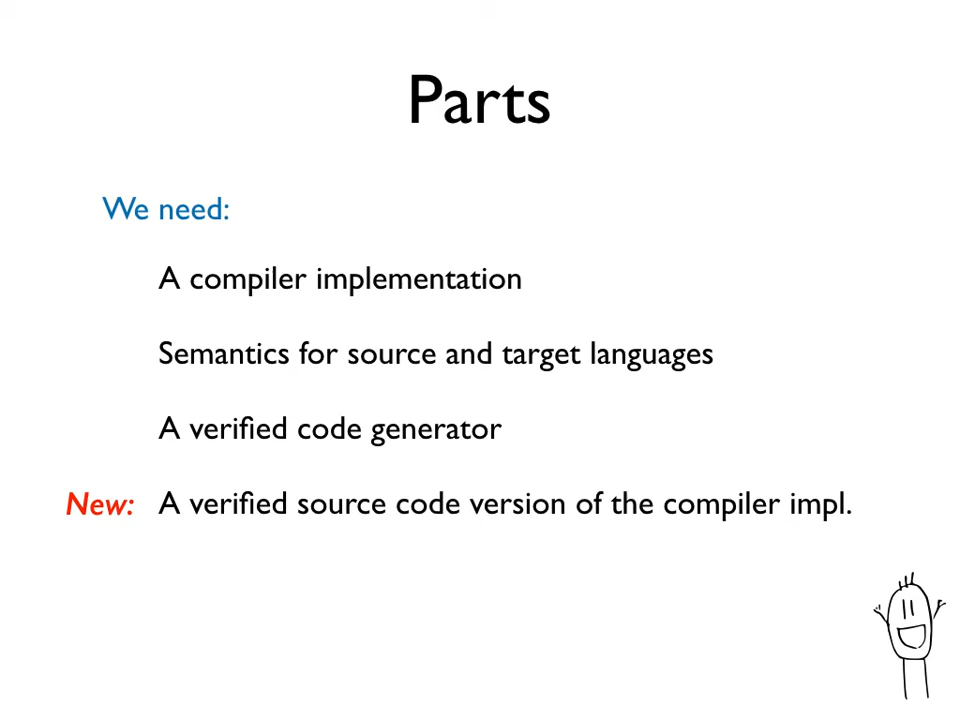 Parts
We need:
A compiler implementation
Semantics for source and target languages
A verified code generator
New: A verified source code version of the compiler impl.